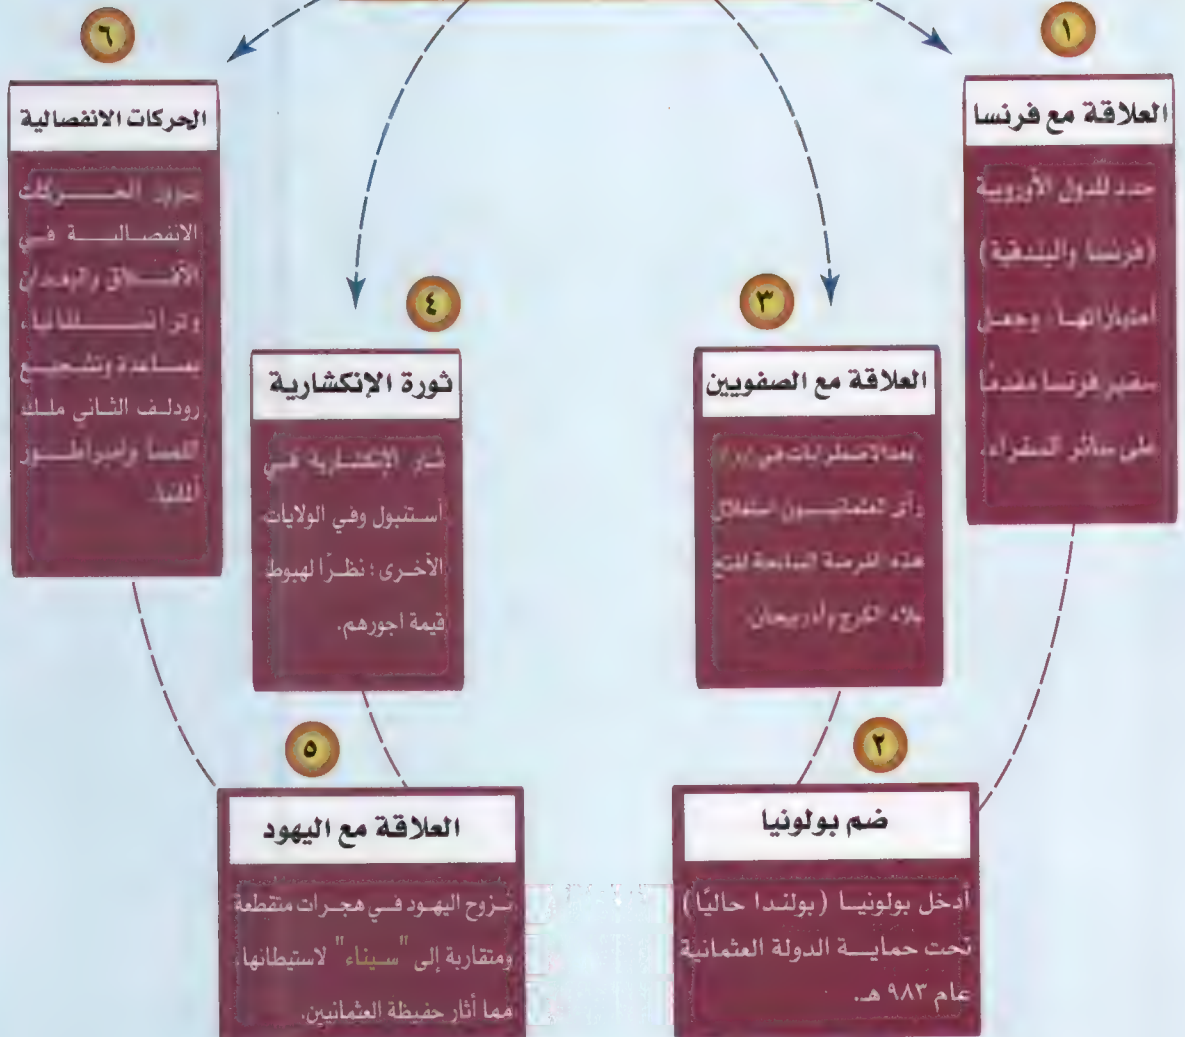 ١
العلاقة مع فرنسا
جدد للدول الأوروبية
(فرنسا والبندقية)
امتيازاتها، وجعل
سفير فرنسا مقدمًا
على سائر السفراء.
٢
ضم بولونيا
أدخل بولونيا (بولندا حاليًا)
تحت حماية الدولة العثمانية
عام ٩٨٣ هـ.
٣
العلاقة مع الصفويين
بعد الاضطرابات في إيران
رأى العثمانيون استغلال
هذه الفرصة السانحة لفتح
بلاد الكرج وأذربيجان.
٤
ثورة الإنكشارية
ثار الإنكشارية في
أستنبول وفي الولايات
الأخرى؛ نظرًا لهبوط
قيمة أجورهم.
٥
العلاقة مع اليهود
نزوح اليهود في هجرات متقطعة
ومتقاربة إلى "سيناء" لاستيطانها،
مما أثار حفيظة العثمانيين.
٦
الحركات الانفصالية
بروز الحركات
الانفصالية في
الأفلاق والبغدان
وترانسلفانيا،
بمساعدة وتشجيع
رودلف الثاني ملك
النمسا وإمبراطور
ألمانيا.